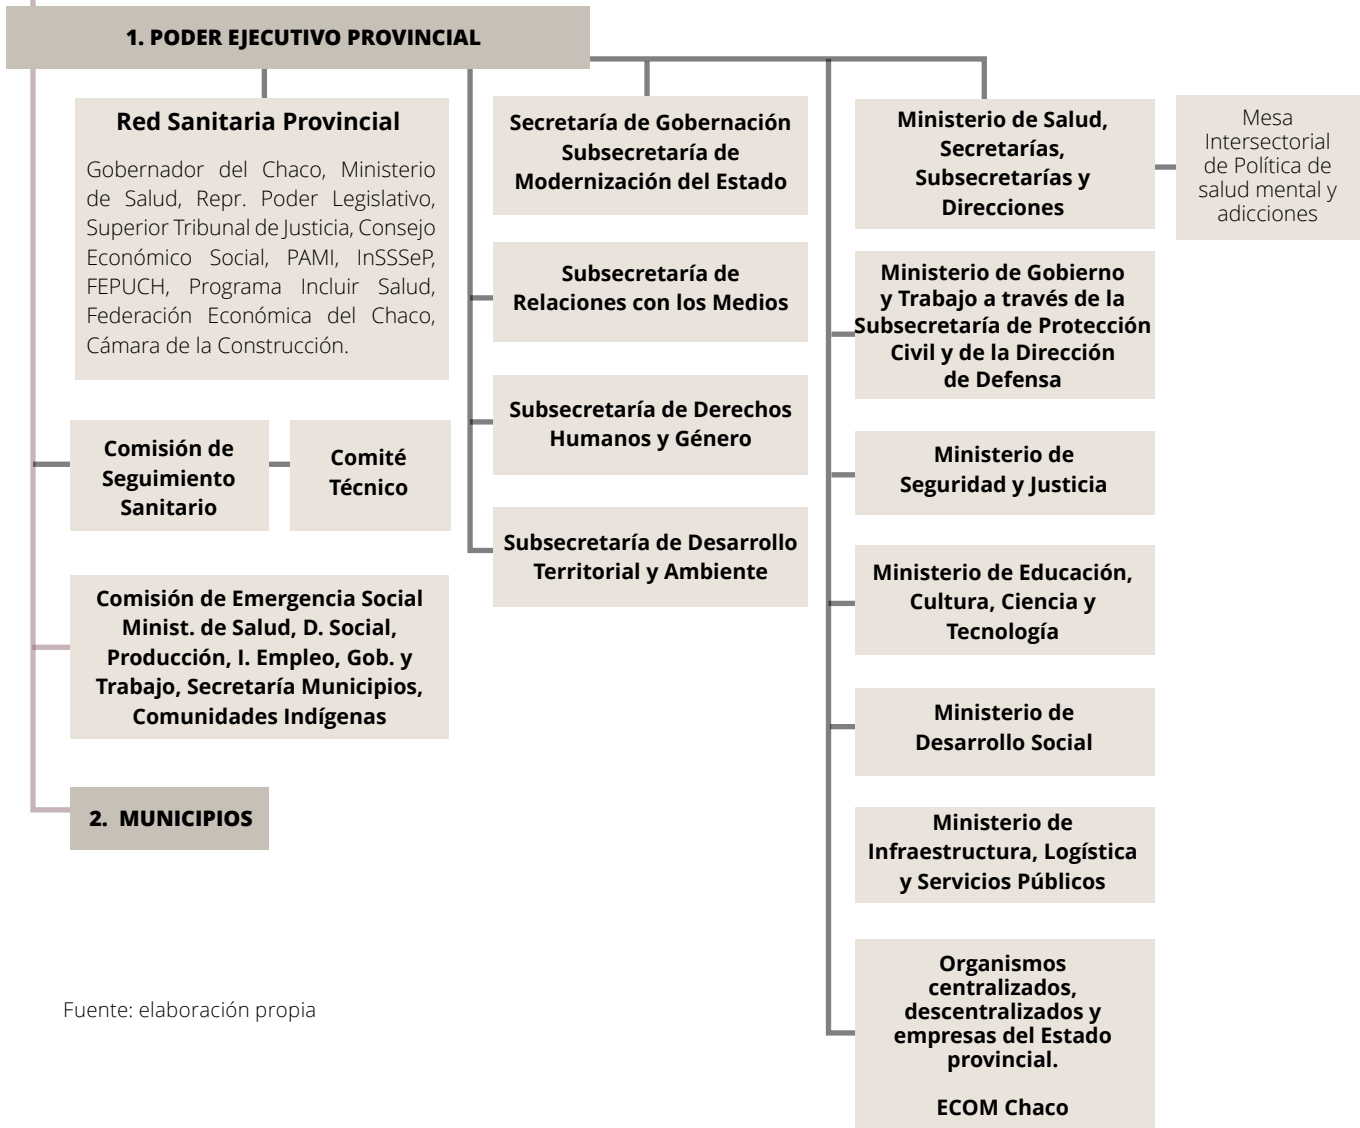 1. PODER EJECUTIVO PROVINCIAL
Red Sanitaria Provincial
Gobernador del Chaco, Ministerio
de Salud, Repr. Poder Legislativo,
Superior Tribunal de Justicia, Consejo
Económico Social, PAMI, InSSSeP,
FEPUCH, Programa Incluir Salud,
Federación Económica del Chaco,
Cámara de la Construcción.
Comisión de
Seguimiento
Sanitario
Comité
Técnico
Comisión de Emergencia Social
Minist. de Salud, D. Social,
Producción, I. Empleo, Gob. y
Trabajo, Secretaría Municipios,
Comunidades Indígenas
2. MUNICIPIOS
Secretaría de Gobernación
Subsecretaría de
Modernización del Estado
Subsecretaría de
Relaciones con los Medios
Subsecretaría de Derechos
Humanos y Género
Subsecretaría de Desarrollo
Territorial y Ambiente
Ministerio de Salud,
Secretarías,
Subsecretarías y
Direcciones
Mesa
Intersectorial
de Política de
salud mental y
adicciones
Ministerio de Gobierno
y Trabajo a través de la
Subsecretaría de Protección
Civil y de la Dirección
de Defensa
Ministerio de
Seguridad y Justicia
Ministerio de Educación,
Cultura, Ciencia y
Tecnología
Ministerio de
Desarrollo Social
Ministerio de
Infraestructura, Logística
y Servicios Públicos
Organismos
centralizados,
descentralizados y
empresas del Estado
provincial.
ECOM Chaco
Fuente: elaboración propia